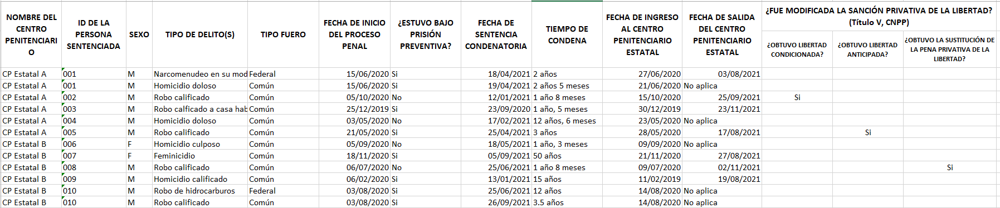 NOMBRE DEL CENTRO PENITENCIARIO | ID DE LA PERSONA SENTENCIADA | SEXO | TIPO DE DELITO(S) | TIPO FUERO | FECHA DE INICIO DEL PROCESO PENAL | ¿ESTUVO BAJO PRISIÓN PREVENTIVA? | FECHA DE SENTENCIA CONDENATORIA | TIEMPO DE CONDENA | FECHA DE INGRESO AL CENTRO PENITENCIARIO ESTATAL | FECHA DE SALIDA DEL CENTRO PENITENCIARIO ESTATAL | ¿FUE MODIFICADA LA SANCIÓN PRIVATIVA DE LA LIBERTAD? (Título V, CNPP)
¿OBTUVO LIBERTAD CONDICIONADA? | ¿OBTUVO LIBERTAD ANTICIPADA? | ¿OBTUVO LA SUSTITUCIÓN DE LA PENA PRIVATIVA DE LA LIBERTAD?
CP Estatal A | 001 | M | Narcomenudeo en su mod | Federal | 15/06/2020 | Si | 18/04/2021 | 2 años | 27/06/2020 | 03/08/2021
CP Estatal A | 001 | M | Homicidio doloso | Común | 15/06/2020 | Si | 19/04/2021 | 2 años 5 meses | 21/06/2020 | No aplica
CP Estatal A | 002 | M | Robo calificado | Común | 05/10/2020 | No | 12/01/2021 | 1 año 8 meses | 15/10/2020 | 25/09/2021 | Si
CP Estatal A | 003 | M | Robo calficado a casa hab | Común | 25/12/2019 | Si | 23/09/2020 | 1 año, 5 meses | 30/12/2019 | 23/11/2021
CP Estatal A | 004 | M | Homicidio doloso | Común | 03/05/2020 | No | 17/02/2021 | 12 años, 6 meses | 23/05/2020 | No aplica
CP Estatal A | 005 | M | Robo calificado | Común | 21/05/2020 | Si | 25/04/2021 | 3 años | 28/05/2020 | 17/08/2021 | Si
CP Estatal B | 006 | F | Homicidio culposo | Común | 05/09/2020 | No | 18/05/2021 | 1 año, 3 meses | 09/09/2020 | No aplica
CP Estatal B | 007 | F | Feminicidio | Común | 18/11/2020 | Si | 05/09/2021 | 50 años | 21/11/2020 | 27/08/2021
CP Estatal B | 008 | M | Robo calificado | Común | 06/07/2020 | No | 25/06/2021 | 1 año 8 meses | 09/07/2020 | 02/11/2021 | Si
CP Estatal B | 009 | M | Homicidio calificado | Común | 06/02/2020 | Si | 13/01/2021 | 15 años | 11/02/2019 | 19/08/2021
CP Estatal B | 010 | M | Robo de hidrocarburos | Federal | 03/08/2020 | Si | 25/06/2021 | 12 años | 14/08/2020 | No aplica
CP Estatal B | 010 | M | Robo calificado | Común | 03/08/2020 | Si | 26/09/2021 | 3.5 años | 14/08/2020 | No aplica